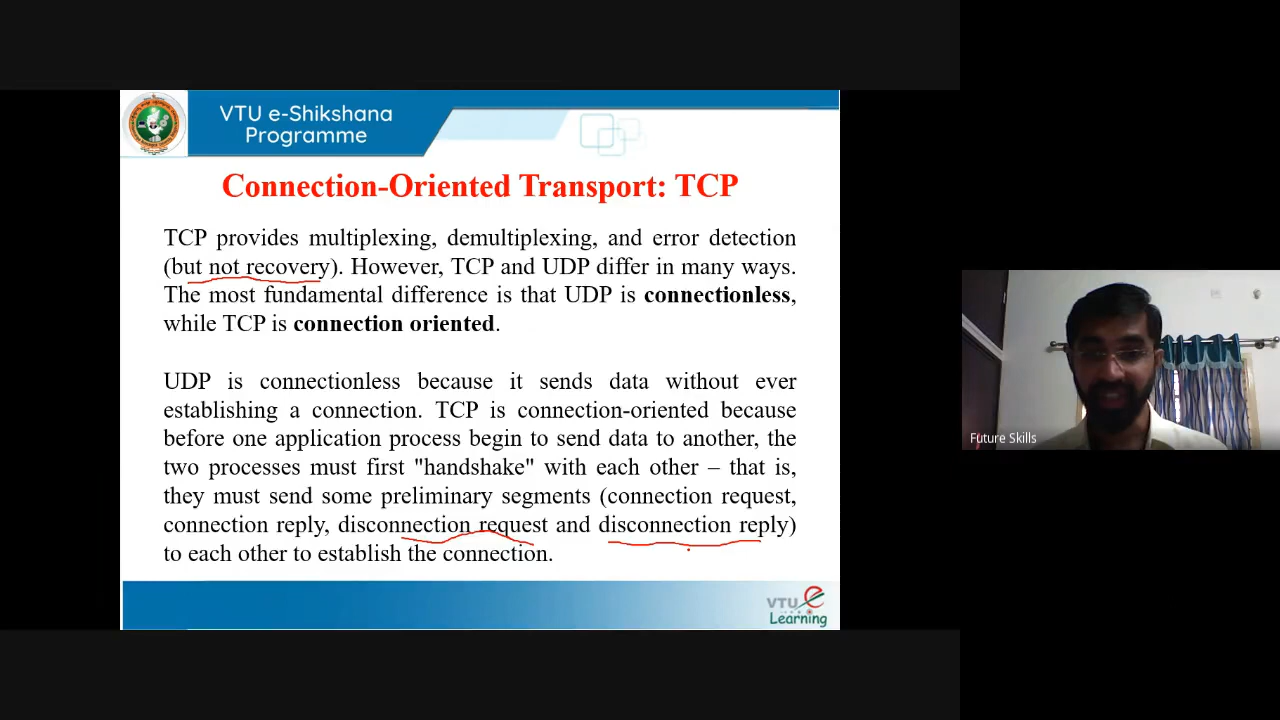 VTU e-Shikshana
Programme
Connection-Oriented Transport: TCP
TCP provides multiplexing, demultiplexing, and error detection
(but not recovery). However, TCP and UDP differ in many ways.
The most fundamental difference is that UDP is connectionless,
while TCP is connection oriented.
UDP is connectionless because it sends data without ever
establishing a connection. TCP is connection-oriented because
before one application process begin to send data to another, the
two processes must first "handshake" with each other – that is,
they must send some preliminary segments (connection request,
connection reply, disconnection request and disconnection reply)
to each other to establish the connection.
VTU e
Learning
Future Skills